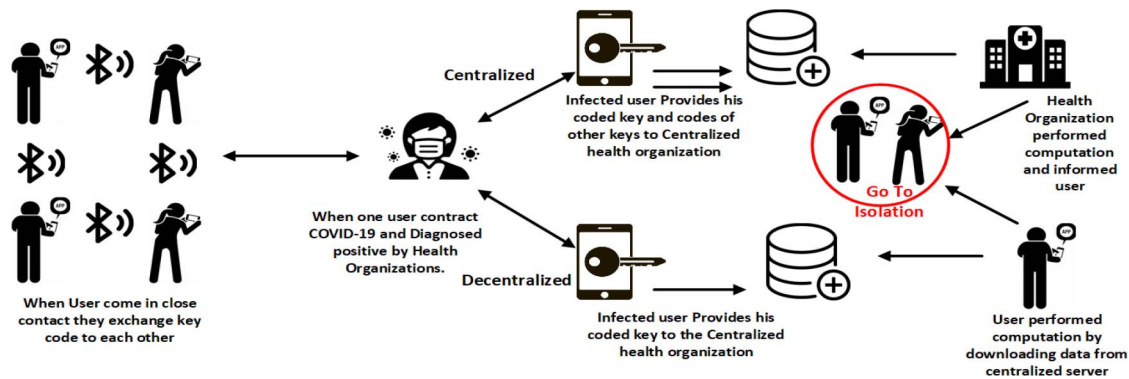 APP
APP
When User come in close
contact they exchange key
code to each other
When one user contract
COVID-19 and Diagnosed
positive by Health
Organizations.
Centralized
Infected user Provides his
coded key and codes of
other keys to Centralized
health organization
Decentralized
Infected user Provides his
coded key to the Centralized
health organization
APP
Go To
Isolation
Health
Organization
performed
computation
and informed
user
APP
User performed
computation by
downloading data from
centralized server